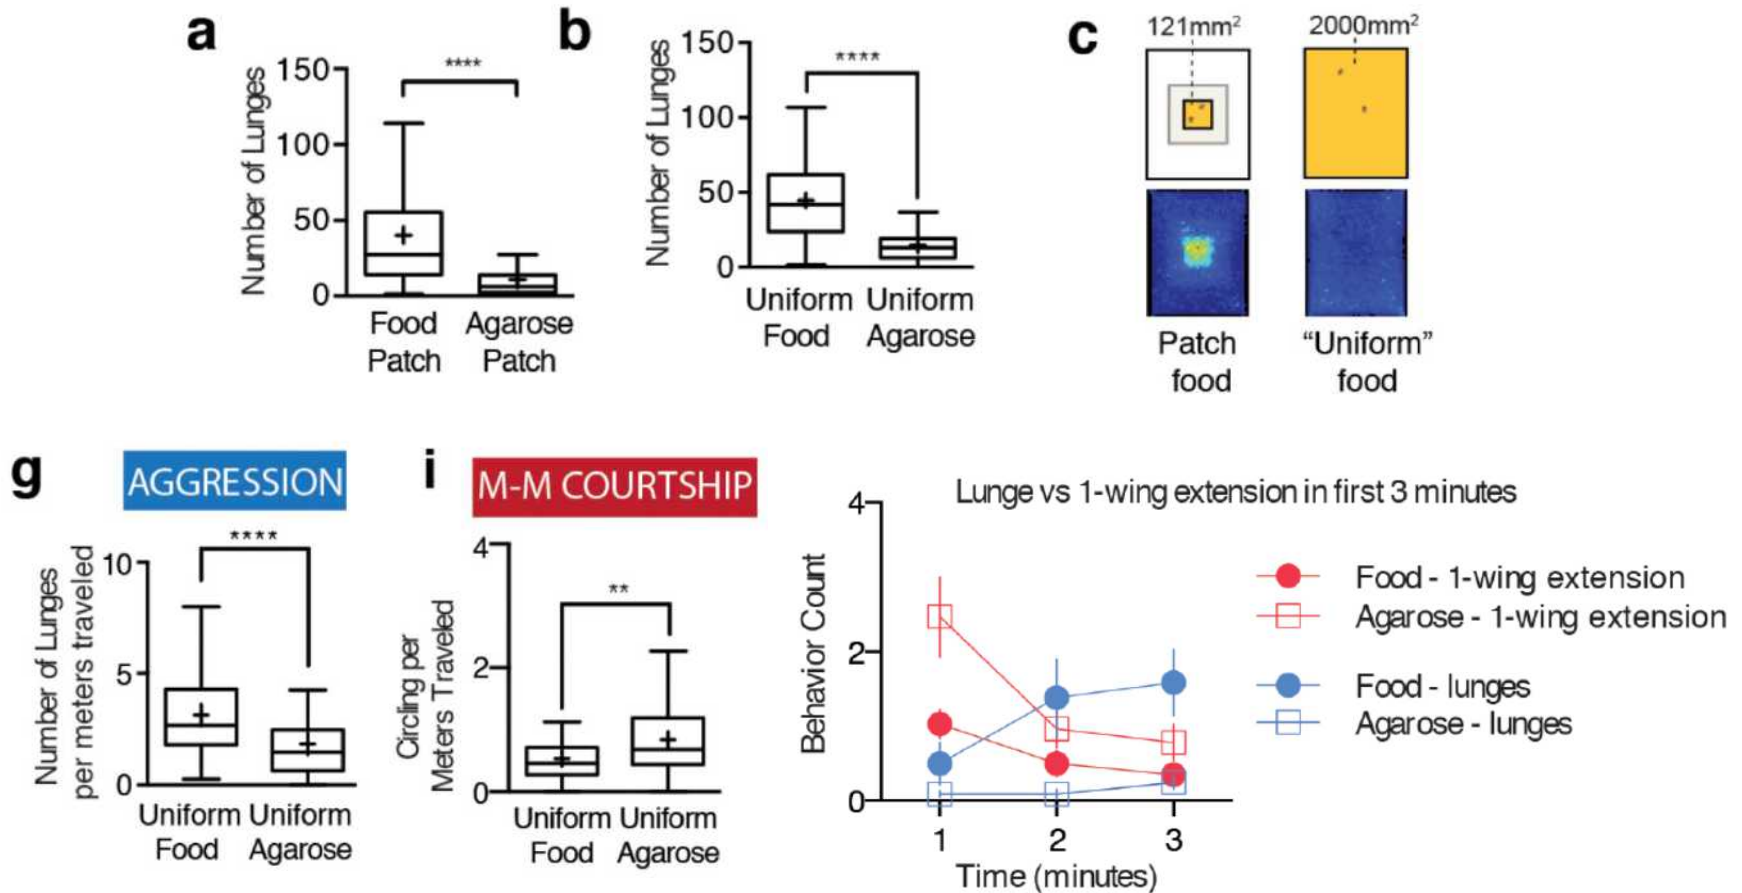 a
Number of Lunges
150
100
50
0
****
Food
Patch
Agarose
Patch
b
Number of Lunges
150
100
50
0
****
Uniform
Food
Uniform
Agarose
c
121mm²
2000mm²
Patch
food
“Uniform”
food
g
AGGRESSION
Number of Lunges
per meters traveled
10
5
0
****
Uniform
Food
Uniform
Agarose
i
M-M COURTSHIP
Circling per
Meters Traveled
4
2
0
**
Uniform
Food
Uniform
Agarose
Lunge vs 1-wing extension in first 3 minutes
Behavior Count
4
2
0
1 2 3
Time (minutes)
Food - 1-wing extension
Agarose - 1-wing extension
Food - lunges
Agarose - lunges